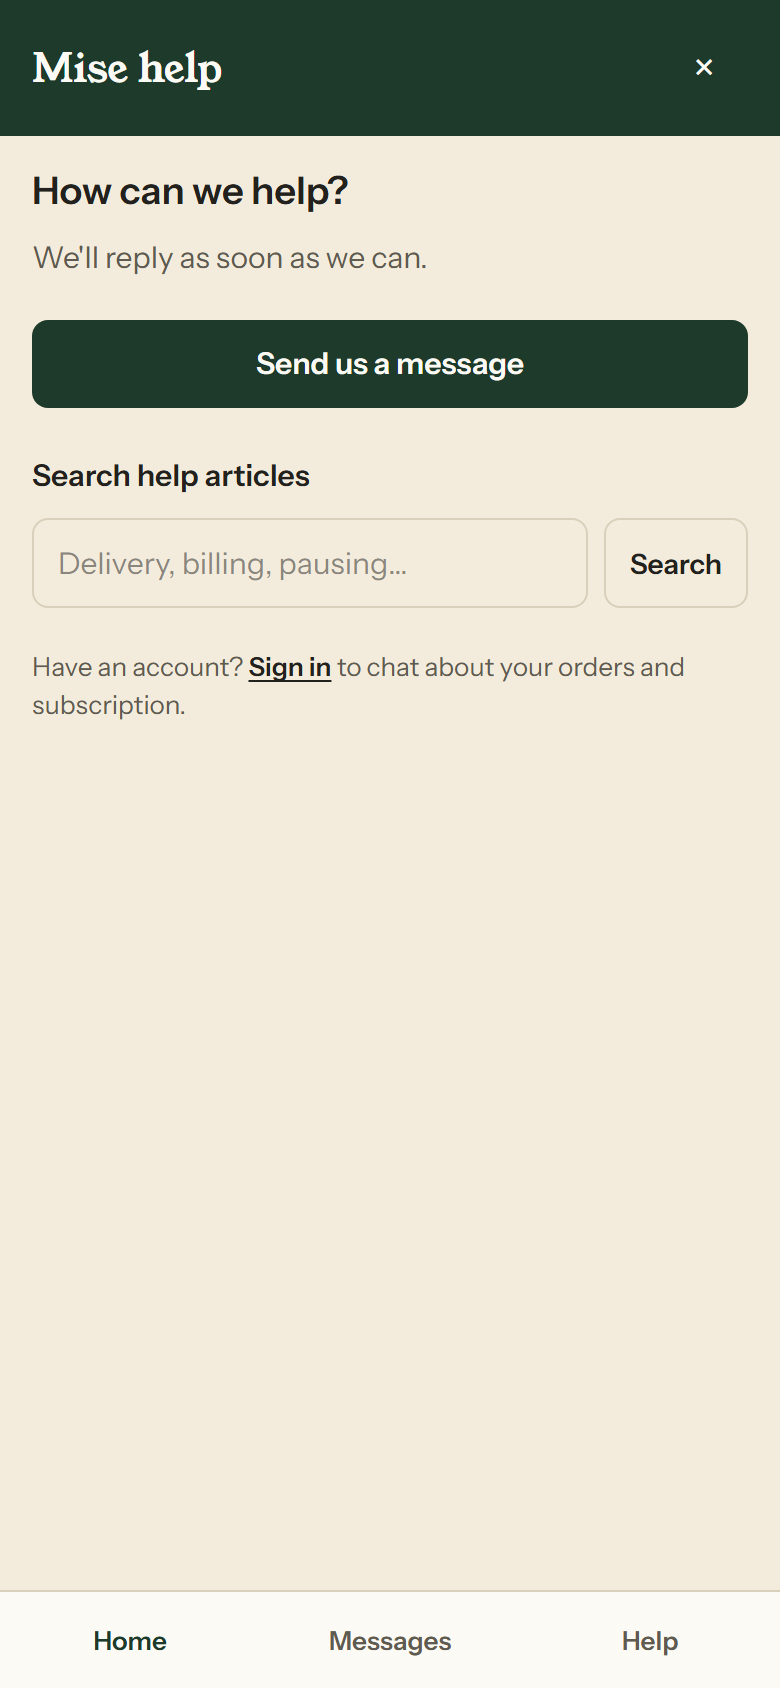 Mise help
×
How can we help?
We'll reply as soon as we can.
Send us a message
Search help articles
Delivery, billing, pausing...
Search
Have an account? Sign in to chat about your orders and
subscription.
Home
Messages
Help